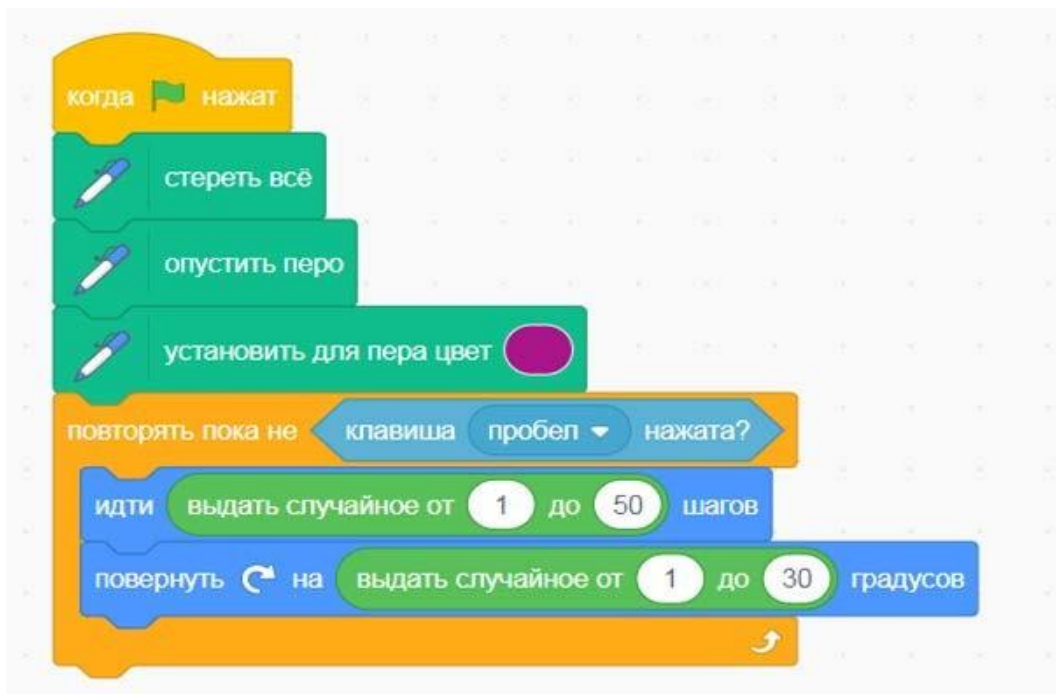 когда нажат
стереть всё
опустить перо
установить для пера цвет
повторять пока не клавиша пробел нажата?
идти выдать случайное от 1 до 50 шагов
повернуть на выдать случайное от 1 до 30 градусов